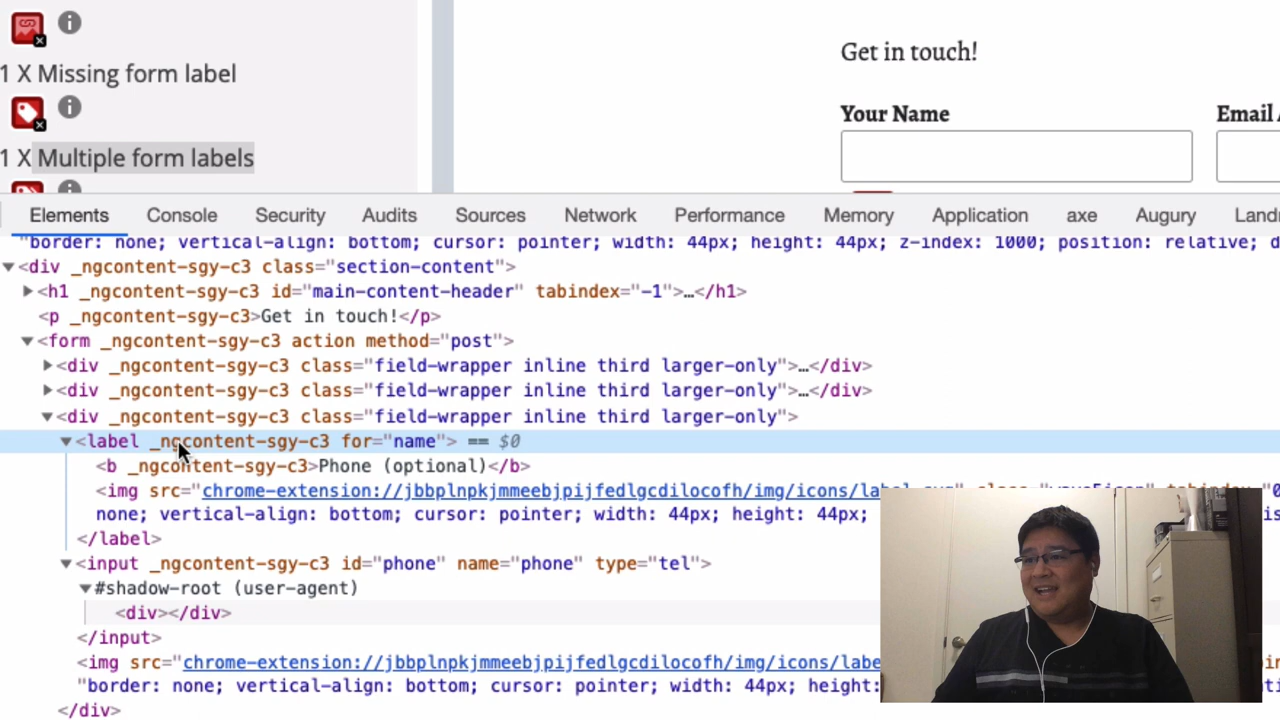 1 X Missing form label
1 X Multiple form labels
Get in touch!
Your Name
Email
Elements Console Security Audits Sources Network Performance Memory Application axe Augury
"border: none; vertical-align: bottom; cursor: pointer; width: 44px; height: 44px; z-index: 1000; position: relative; d
<div _ngcontent-sgy-c3 class="section-content">
<h1 _ngcontent-sgy-c3 id="main-content-header" tabindex="-1">…</h1>
<p _ngcontent-sgy-c3>Get in touch!</p>
<form _ngcontent-sgy-c3 action method="post">
<div _ngcontent-sgy-c3 class="field-wrapper inline third larger-only">…</div>
<div _ngcontent-sgy-c3 class="field-wrapper inline third larger-only">…</div>
<div _ngcontent-sgy-c3 class="field-wrapper inline third larger-only">
<label _ngcontent-sgy-c3 for="name"> == $0
<b _ngcontent-sgy-c3>Phone (optional)</b>
<img src="chrome-extension://jbbplnpkjmmeebjpijfedlgcdilocofh/img/icons/
none; vertical-align: bottom; cursor: pointer; width: 44px; height: 44px;
</label>
<input _ngcontent-sgy-c3 id="phone" name="phone" type="tel">
#shadow-root (user-agent)
<div></div>
</input>
<img src="chrome-extension://jbbplnpkjmmeebjpijfedlgcdilocofh/img/icons/labe
"border: none; vertical-align: bottom; cursor: pointer; width: 44px; height:
</div>